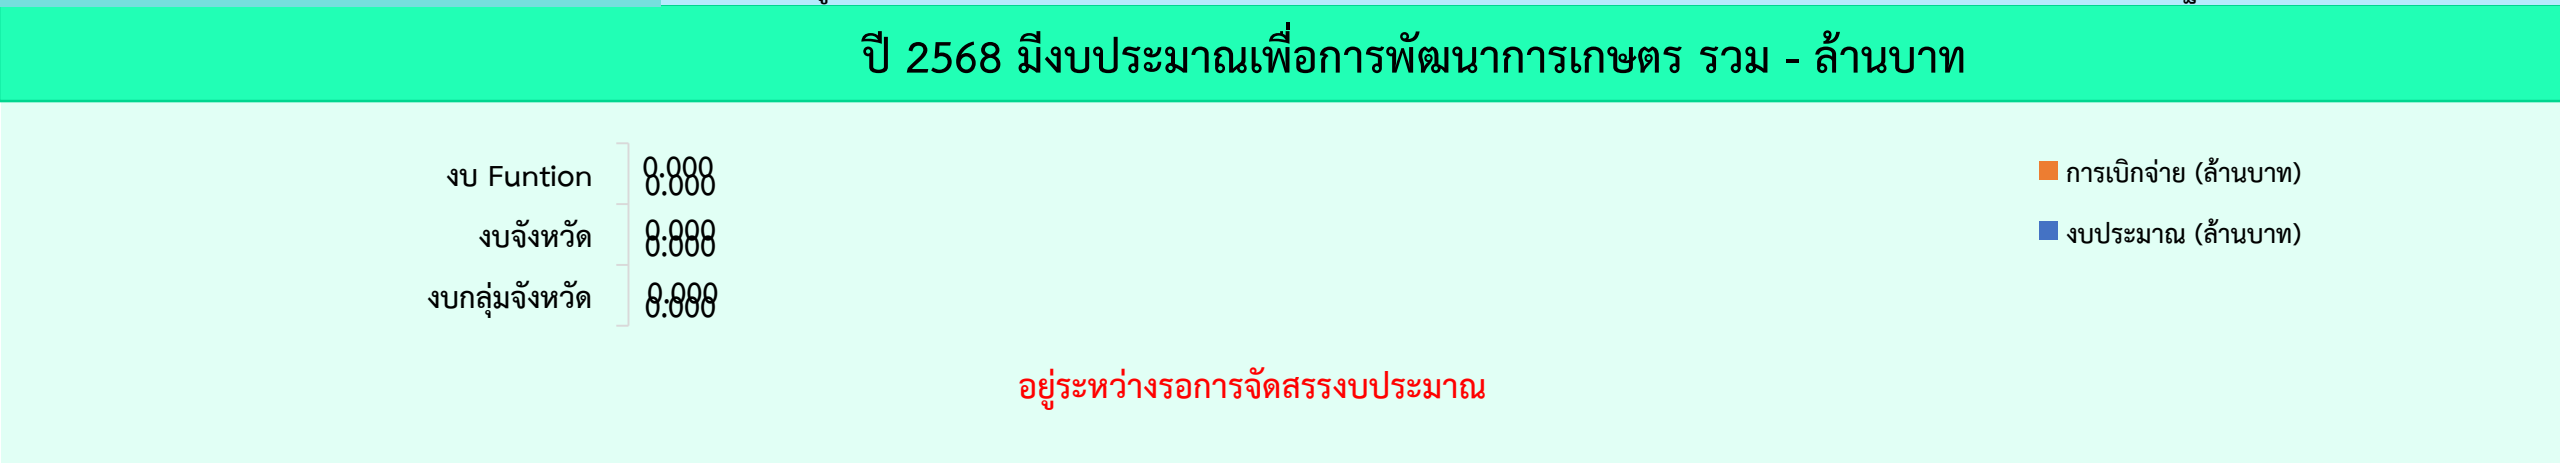 ปี 2568 มีงบประมาณเพื่อการพัฒนาการเกษตร รวม - ล้านบาท
งบ Funtion
0.000
0.000
งบจังหวัด
0.000
0.000
งบกลุ่มจังหวัด
0.000
0.000
การเบิกจ่าย (ล้านบาท)
งบประมาณ (ล้านบาท)
อยู่ระหว่างรอการจัดสรรงบประมาณ